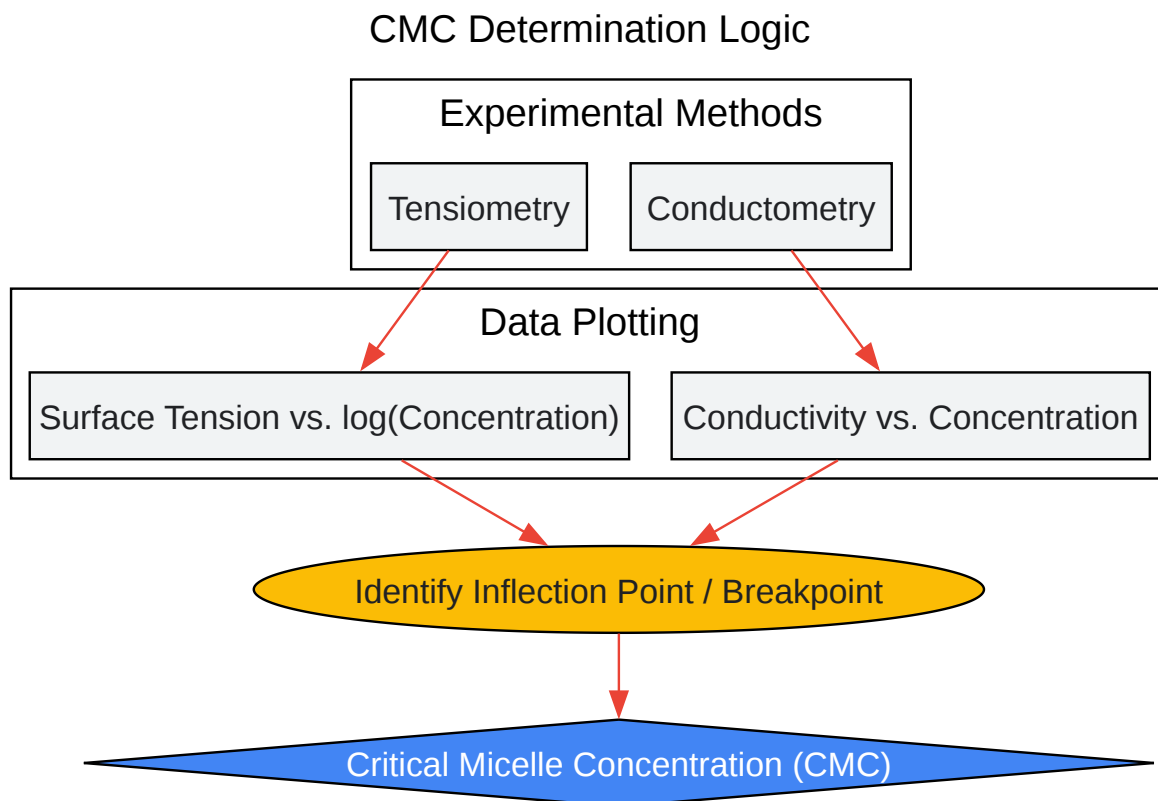 CMC Determination Logic
Experimental Methods
Tensiometry
Conductometry
Data Plotting
Surface Tension vs. log(Concentration)
Conductivity vs. Concentration
Identify Inflection Point / Breakpoint
Critical Micelle Concentration (CMC)